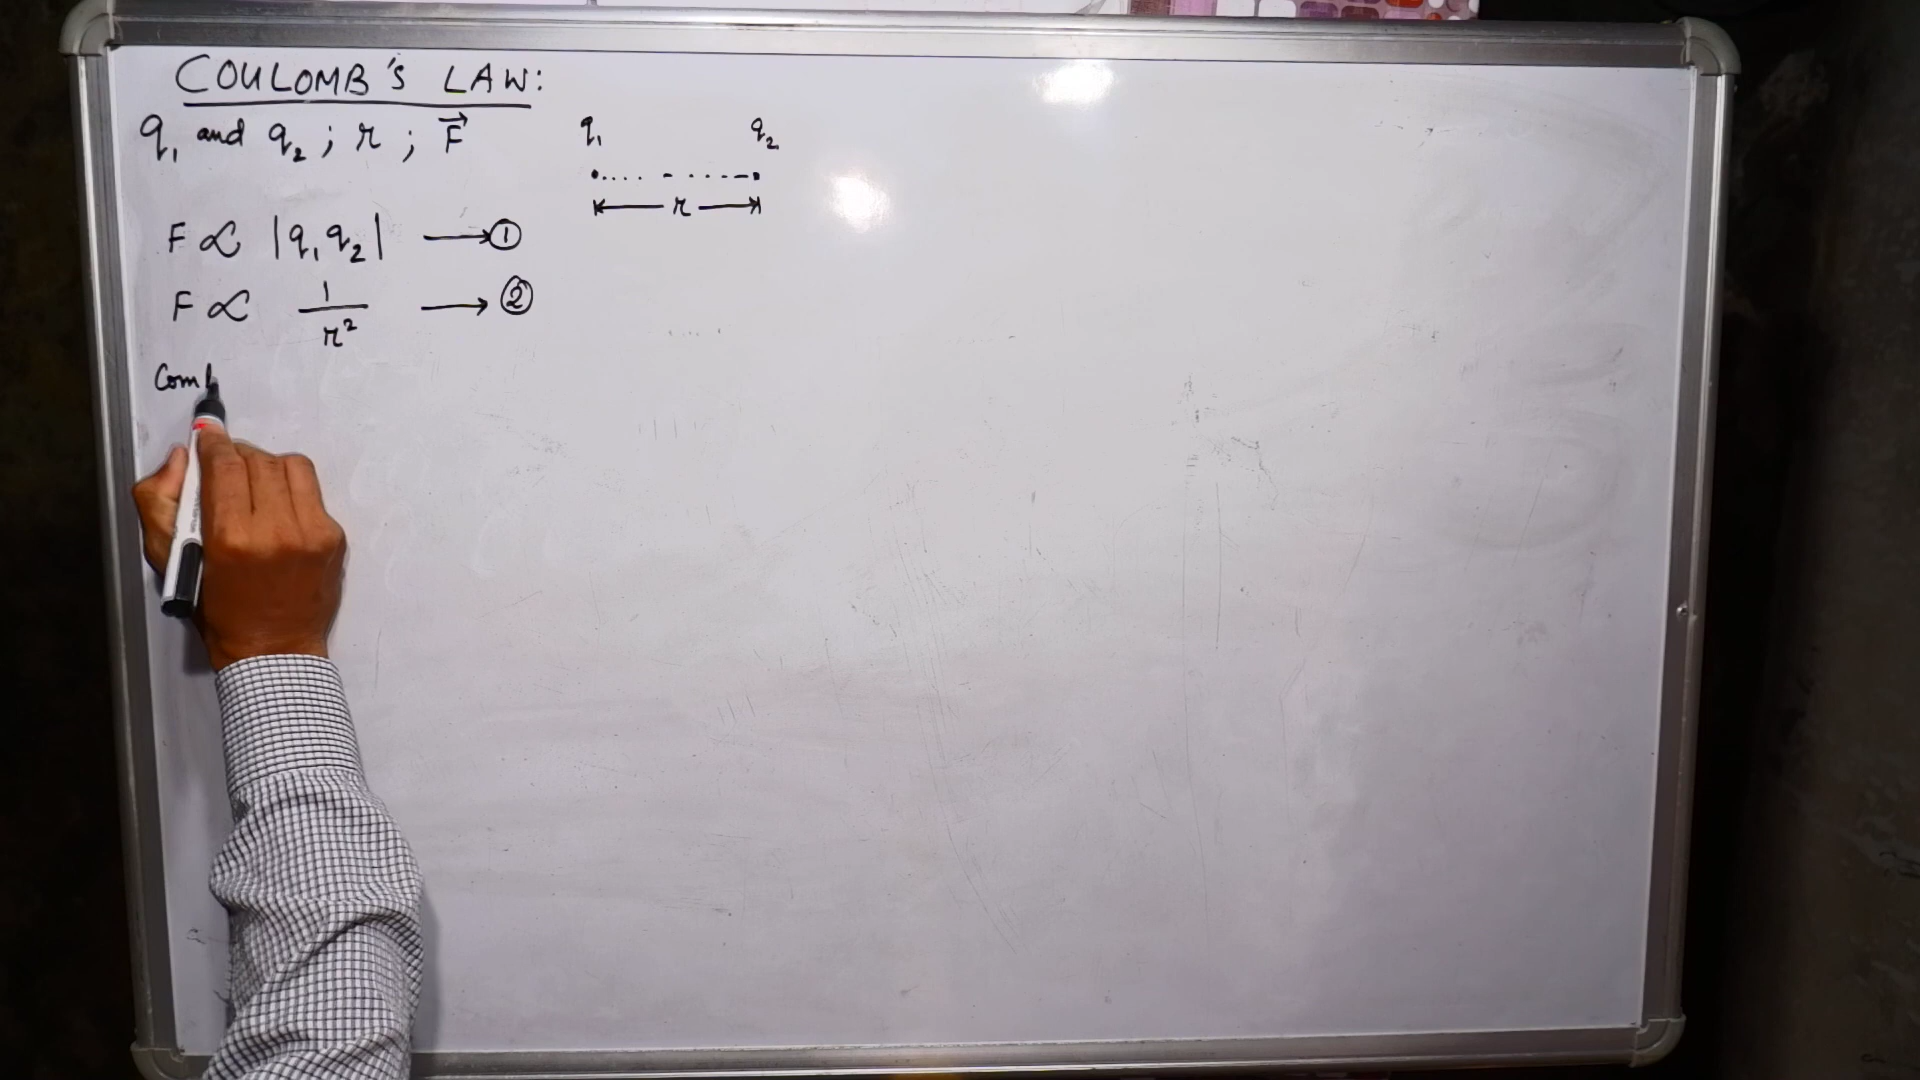 COULOMB'S LAW:
q₁ and q₂ ; r ; F⃗
q₁ q₂
r
F ∝ |q₁q₂| ⟶ ①
F ∝ 1/r² ⟶ ②
Com